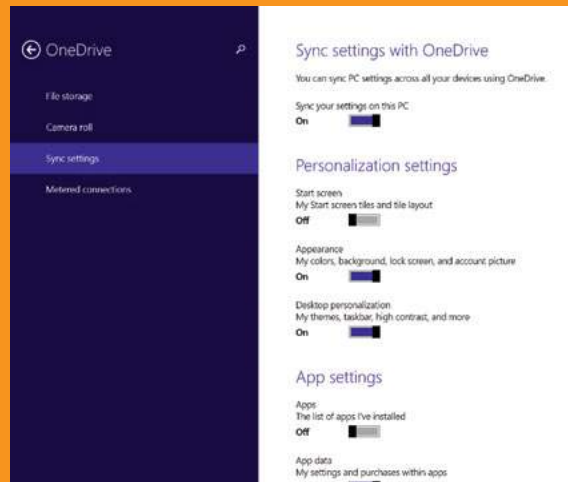 OneDrive
File storage
Camera roll
Sync settings
Metered connections
Sync settings with OneDrive
You can sync PC settings across all your devices using OneDrive.
Sync your settings on this PC
On
Personalization settings
Start screen
My Start screen tiles and tile layout
Off
Appearance
My colors, background, lock screen, and account picture
On
Desktop personalization
My themes, taskbar, high contrast, and more
On
App settings
Apps
The list of apps I've installed
Off
App data
My settings and purchases within apps